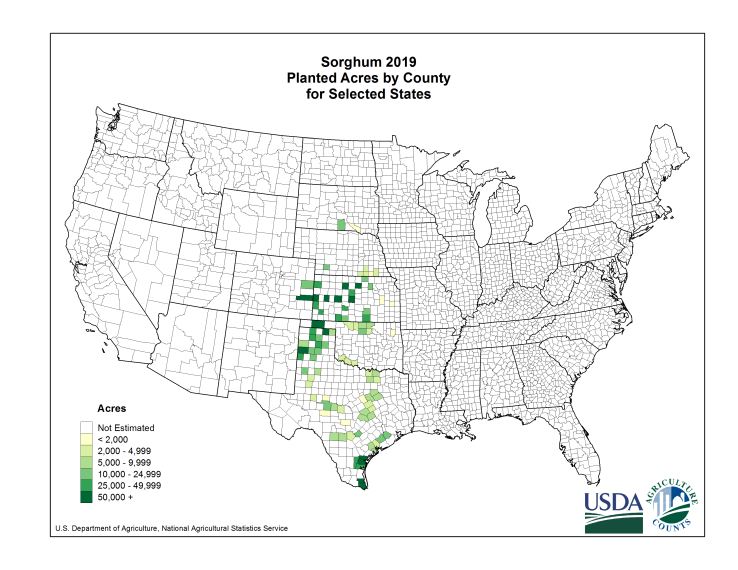 Sorghum 2019
Planted Acres by County
for Selected States
Acres
Not Estimated
< 2,000
2,000 - 4,999
5,000 - 9,999
10,000 - 24,999
25,000 - 49,999
50,000 +
U.S. Department of Agriculture, National Agricultural Statistics Service
USDA
AGRICULTURE
COUNTS